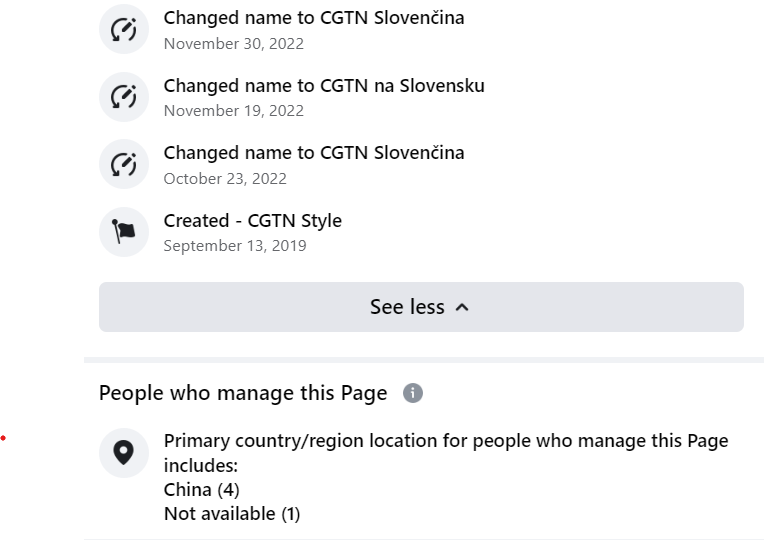 Changed name to CGTN Slovenčina
November 30, 2022
Changed name to CGTN na Slovensku
November 19, 2022
Changed name to CGTN Slovenčina
October 23, 2022
Created - CGTN Style
September 13, 2019
See less
People who manage this Page
Primary country/region location for people who manage this Page
includes:
China (4)
Not available (1)